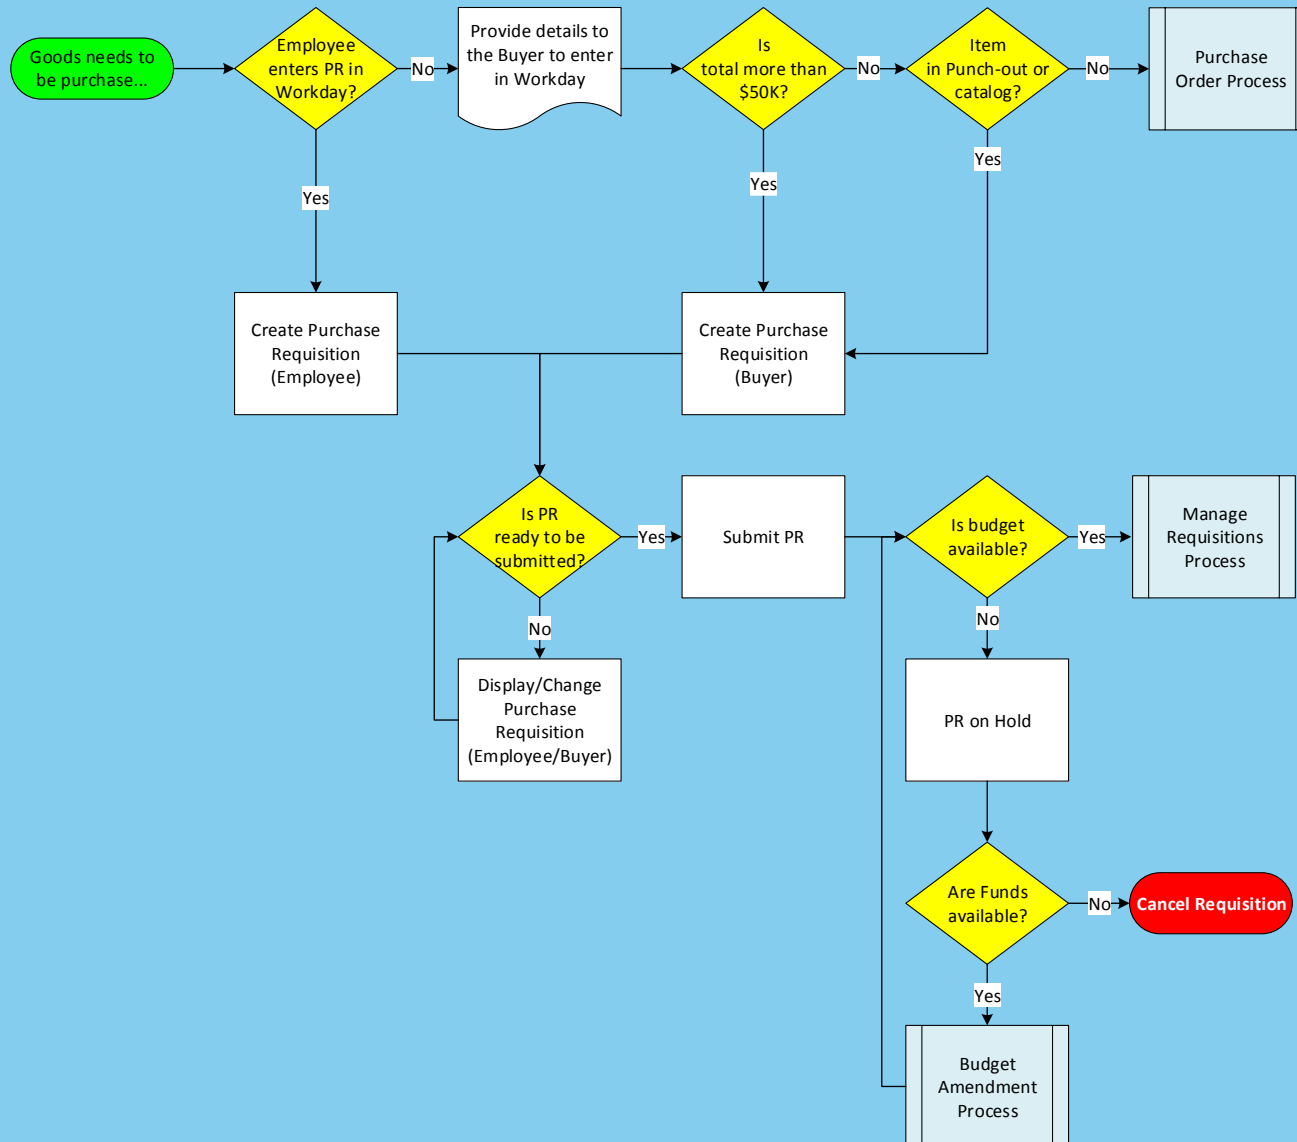 Goods needs to
be purchase...
Employee
enters PR in
Workday?
No
Provide details to
the Buyer to enter
in Workday
Is
total more than
$50K?
No
Item
in Punch-out or
catalog?
No
Purchase
Order Process
Yes
Yes
Yes
Create Purchase
Requisition
(Employee)
Create Purchase
Requisition
(Buyer)
Is PR
ready to be
submitted?
Yes
Submit PR
Is budget
available?
Yes
Manage
Requisitions
Process
No
No
Display/Change
Purchase
Requisition
(Employee/Buyer)
PR on Hold
Are Funds
available?
No
Cancel Requisition
Yes
Budget
Amendment
Process